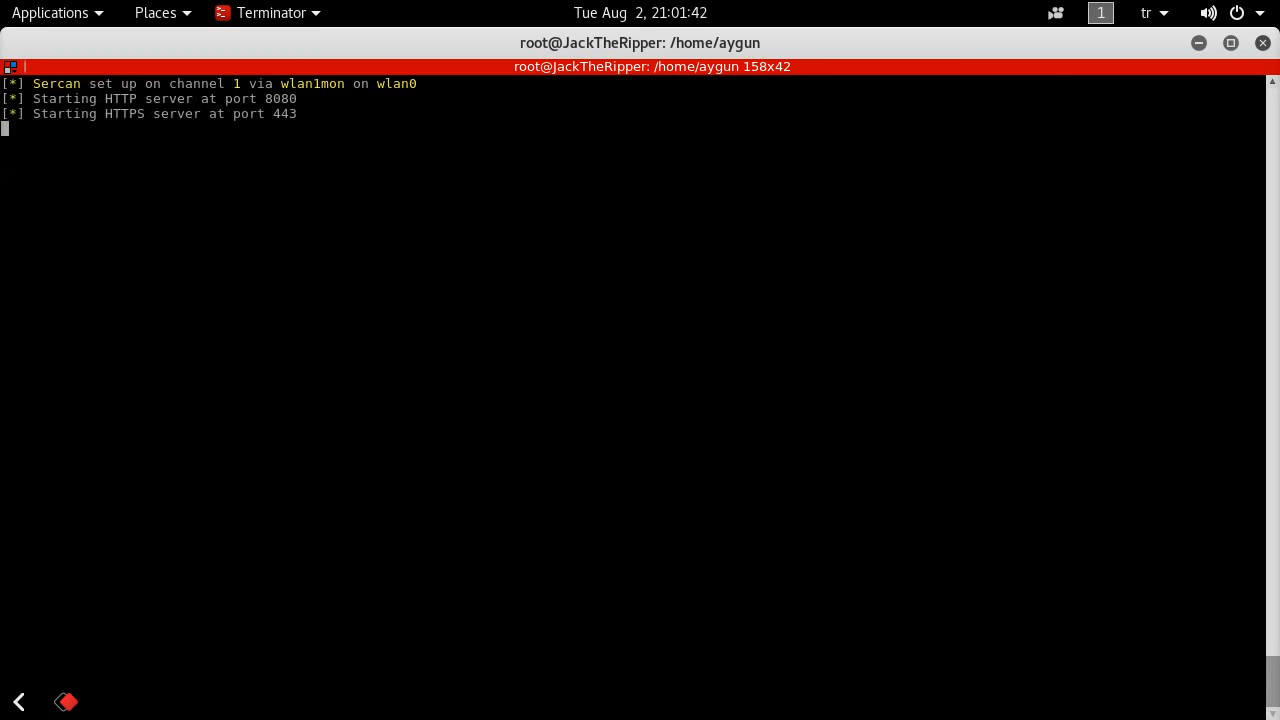 Applications Places Terminator Tue Aug 2, 21:01:42 1 tr
root@JackTheRipper: /home/aygun
root@JackTheRipper: /home/aygun 158x42
[*] Sercan set up on channel 1 via wlan1mon on wlan0
[*] Starting HTTP server at port 8080
[*] Starting HTTPS server at port 443